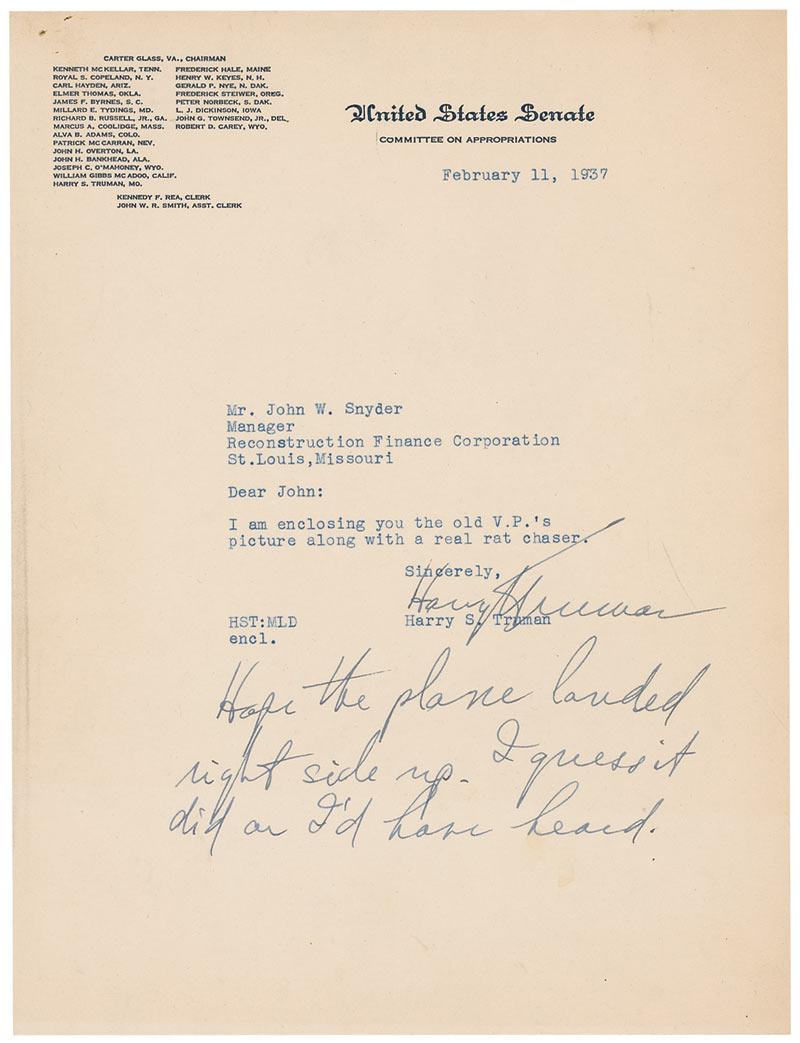 CARTER GLASS, VA., CHAIRMAN
KENNETH MCKELLAR, TENN.
ROYAL S. COPELAND, N. Y.
CARL HAYDEN, ARIZ.
ELMER THOMAS, OKLA.
JAMES F. BYRNES, S. C.
MILLARD E. TYDINGS, MD.
RICHARD B. RUSSELL, JR., GA.
MARCUS A. COOLIDGE, MASS.
ALVA B. ADAMS, COLO.
PATRICK MCCARRAN, NEV.
JOHN H. OVERTON, LA.
JOHN H. BANKHEAD, ALA.
JOSEPH C. O'MAHONEY, WYO.
WILLIAM GIBBS MCADOO, CALIF.
HARRY S. TRUMAN, MO.
FREDERICK HALE, MAINE
HENRY W. KEYES, N. H.
GERALD P. NYE, N. DAK.
FREDERICK STEIWER, OREG.
PETER NORBECK, S. DAK.
L. J. DICKINSON, IOWA
JOHN G. TOWNSEND, JR., DEL.
ROBERT D. CAREY, WYO.
KENNEDY F. REA, CLERK
JOHN W. R. SMITH, ASST. CLERK
United States Senate
COMMITTEE ON APPROPRIATIONS
February 11, 1937
Mr. John W. Snyder
Manager
Reconstruction Finance Corporation
St.Louis,Missouri
Dear John:
I am enclosing you the old V.P.'s
picture along with a real rat chaser.
Sincerely,
Harry S Truman
HST:MLD Harry S. Truman
encl.
Hope the plane landed
right side up. I guess it
did or I'd have heard.